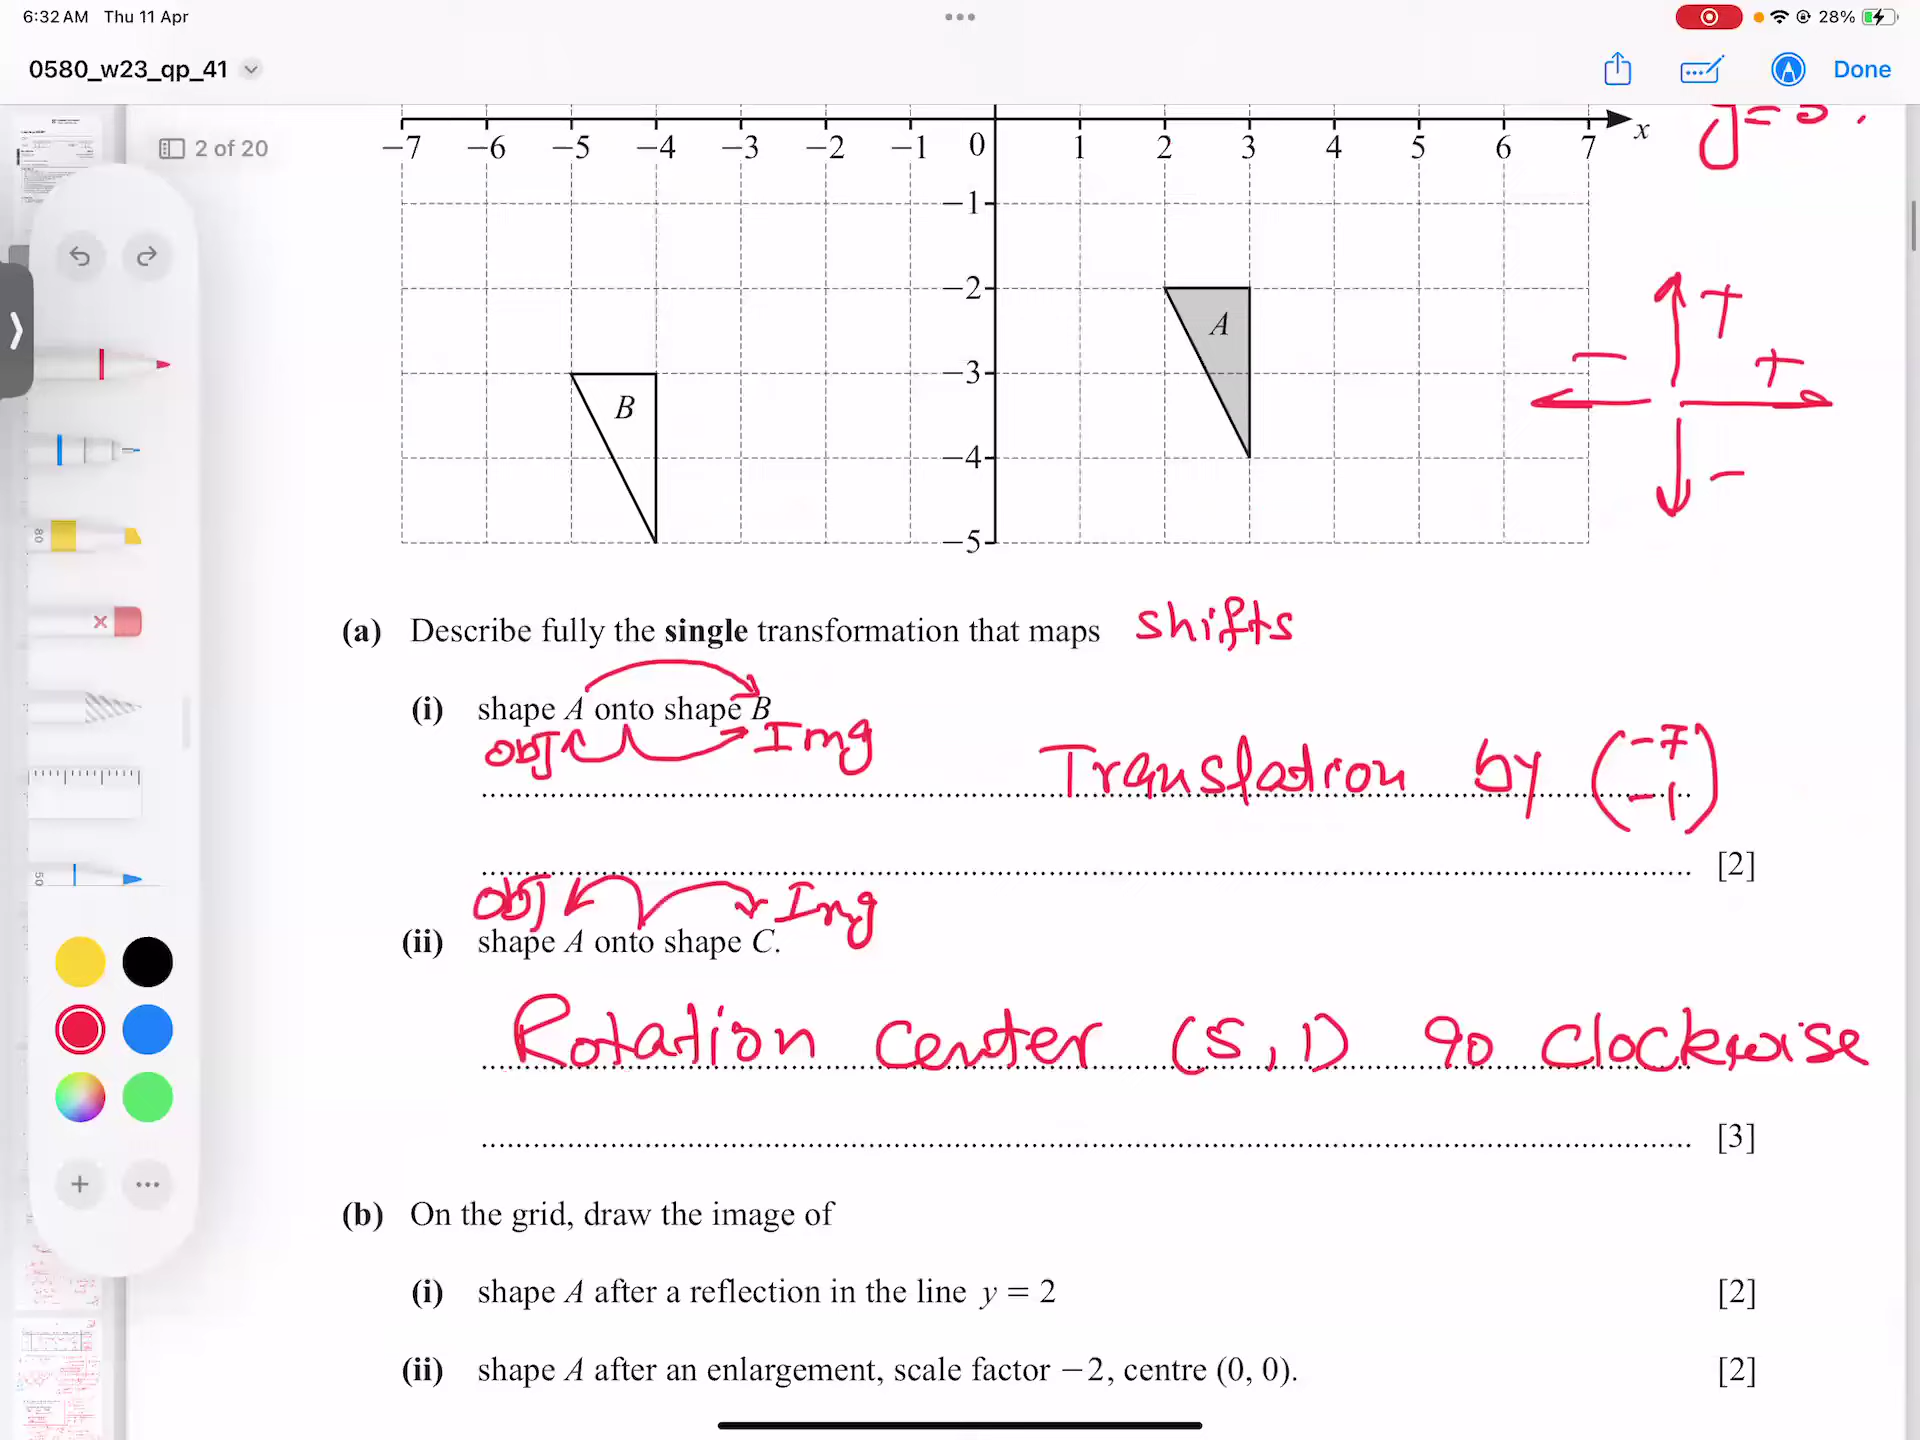 6:32 AM Thu 11 Apr
28%
0580_w23_qp_41
Done
2 of 20
−7 −6 −5 −4 −3 −2 −1 0 1 2 3 4 5 6 7 x
−1
−2
−3
−4
−5
A
B
+
− +
−
(a) Describe fully the single transformation that maps shifts
(i) shape A onto shape B
Obj Img
Translation by (-7 -1)
[2]
Obj Img
(ii) shape A onto shape C.
Rotation center (5,1) 90 clockwise
[3]
(b) On the grid, draw the image of
(i) shape A after a reflection in the line y = 2 [2]
(ii) shape A after an enlargement, scale factor −2, centre (0, 0). [2]
80
50